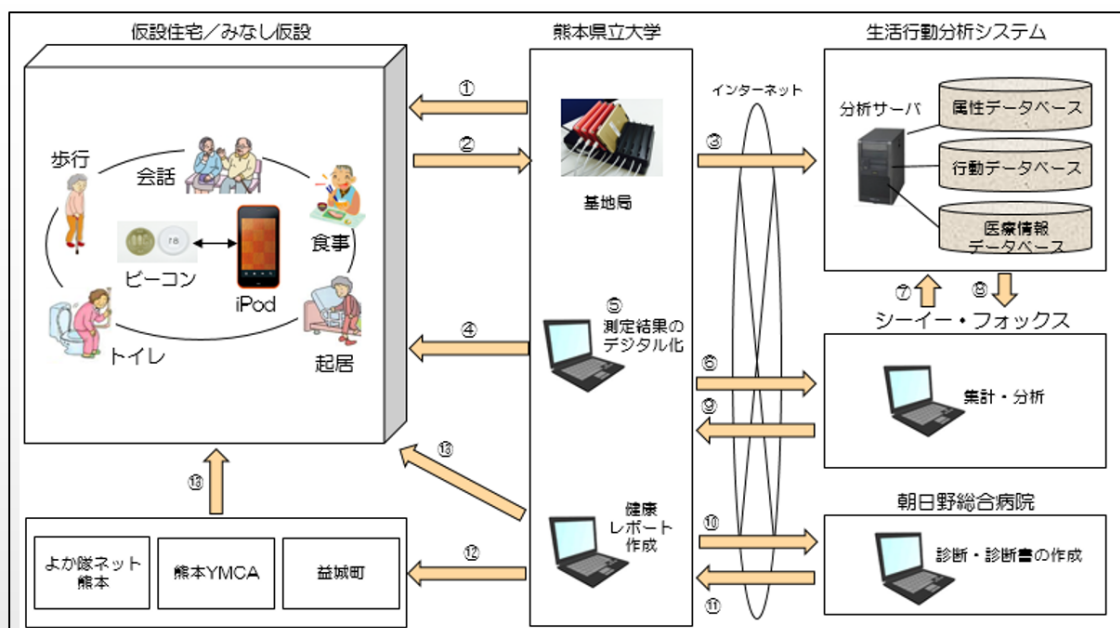 仮設住宅/みなし仮設
熊本県立大学
生活行動分析システム
①
インターネット
分析サーバ
属性データベース
歩行
会話
②
③
行動データベース
基地局
食事
医療情報
データベース
ビーコン
iPod
⑦
⑧
トイレ
起居
④
⑤
測定結果の
デジタル化
シーイー・フォックス
⑥
集計・分析
⑨
⑬
⑬
朝日野総合病院
健康
レポート
作成
⑩
診断・診断書の作成
よか隊ネット
熊本
熊本YMCA
益城町
⑫
⑪